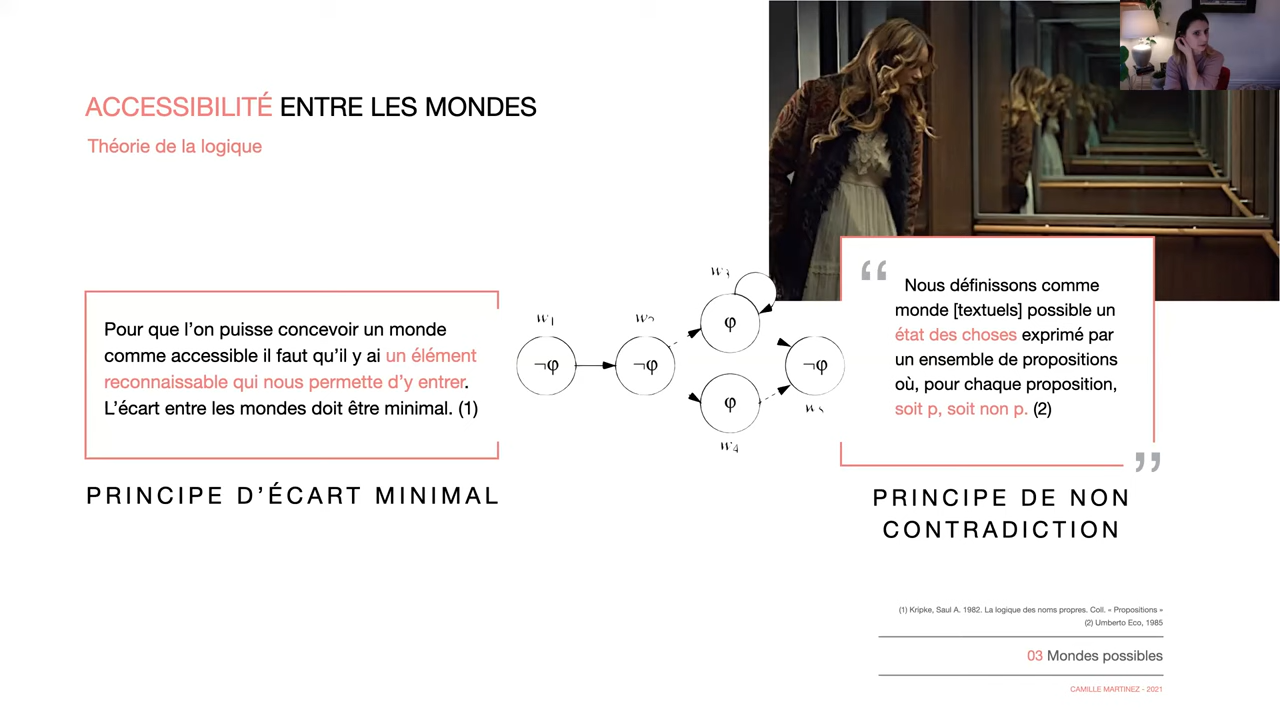 ACCESSIBILITÉ ENTRE LES MONDES
Théorie de la logique
Pour que l’on puisse concevoir un monde
comme accessible il faut qu’il y ai un élément
reconnaissable qui nous permette d’y entrer.
L’écart entre les mondes doit être minimal. (1)
PRINCIPE D’ÉCART MINIMAL
w1
¬φ
w2
¬φ
w3
φ
φ
w4
¬φ
“ Nous définissons comme
monde [textuels] possible un
état des choses exprimé par
un ensemble de propositions
où, pour chaque proposition,
soit p, soit non p. (2)
”
PRINCIPE DE NON
CONTRADICTION
(1) Kripke, Saul A. 1982. La logique des noms propres. Coll. « Propositions »
(2) Umberto Eco, 1985
03 Mondes possibles
CAMILLE MARTINEZ - 2021